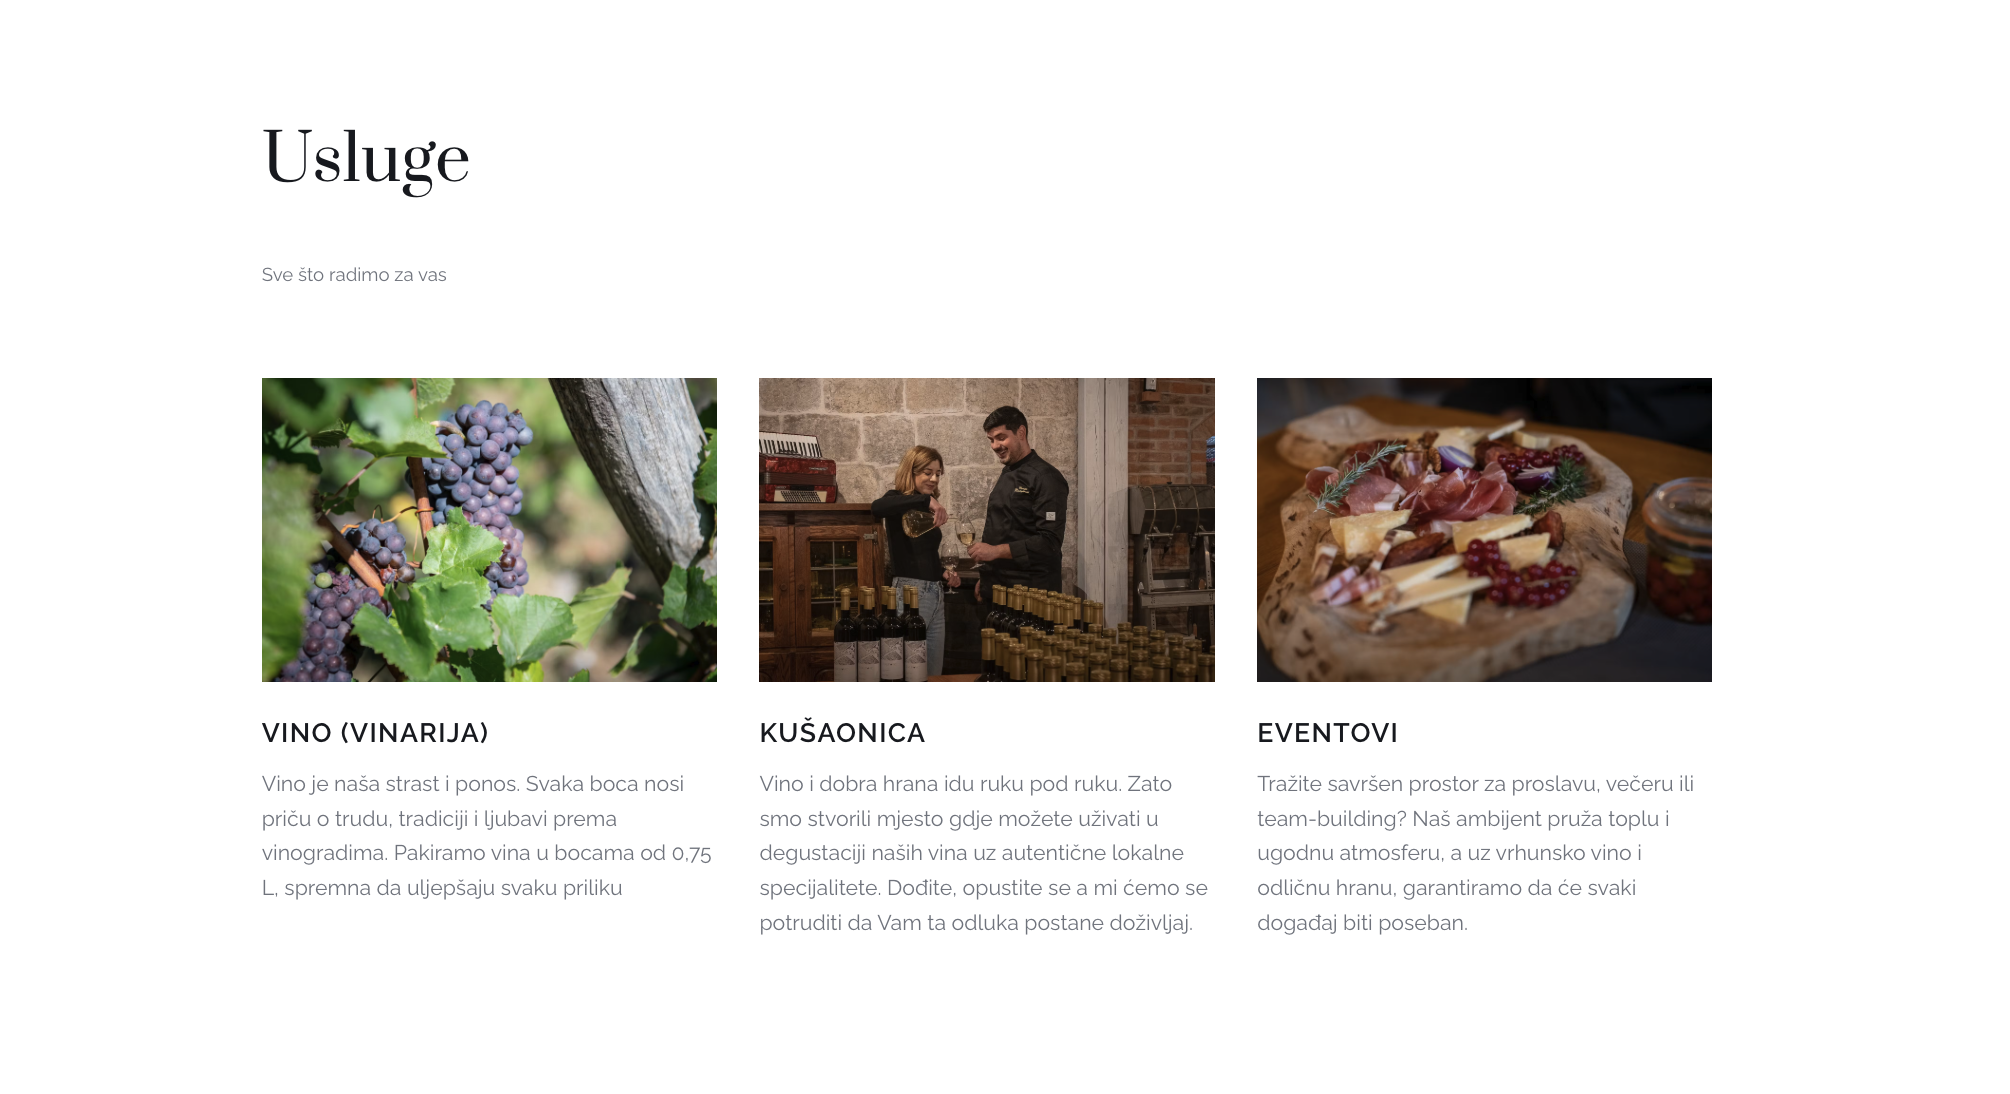 Usluge
Sve što radimo za vas
VINO (VINARIJA)
Vino je naša strast i ponos. Svaka boca nosi
priču o trudu, tradiciji i ljubavi prema
vinogradima. Pakiramo vina u bocama od 0,75
L, spremna da uljepšaju svaku priliku
KUŠAONICA
Vino i dobra hrana idu ruku pod ruku. Zato
smo stvorili mjesto gdje možete uživati u
degustaciji naših vina uz autentične lokalne
specijalitete. Dođite, opustite se a mi ćemo se
potruditi da Vam ta odluka postane doživljaj.
EVENTOVI
Tražite savršen prostor za proslavu, večeru ili
team-building? Naš ambijent pruža toplu i
ugodnu atmosferu, a uz vrhunsko vino i
odličnu hranu, garantiramo da će svaki
događaj biti poseban.